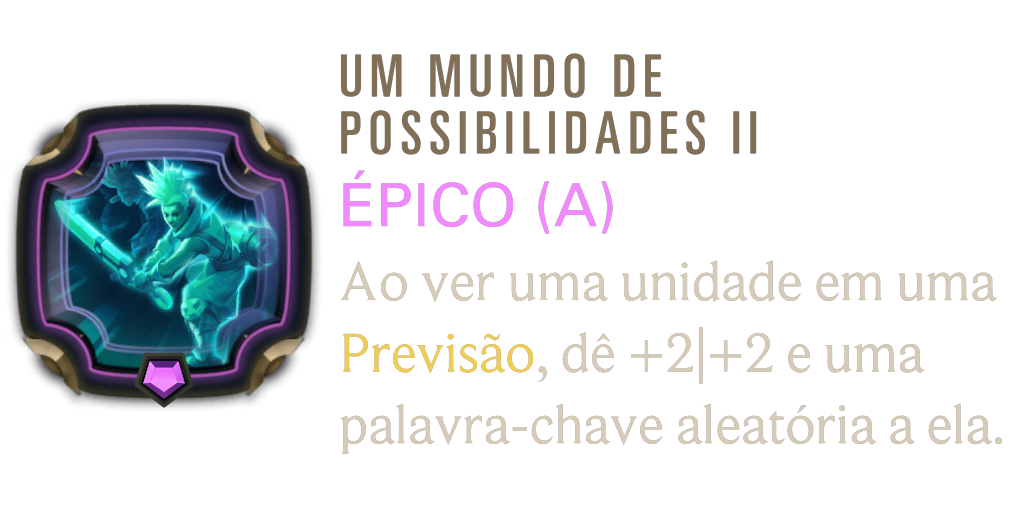 UM MUNDO DE
POSSIBILIDADES II
ÉPICO (A)
Ao ver uma unidade em uma
Previsão, dê +2|+2 e uma
palavra-chave aleatória a ela.